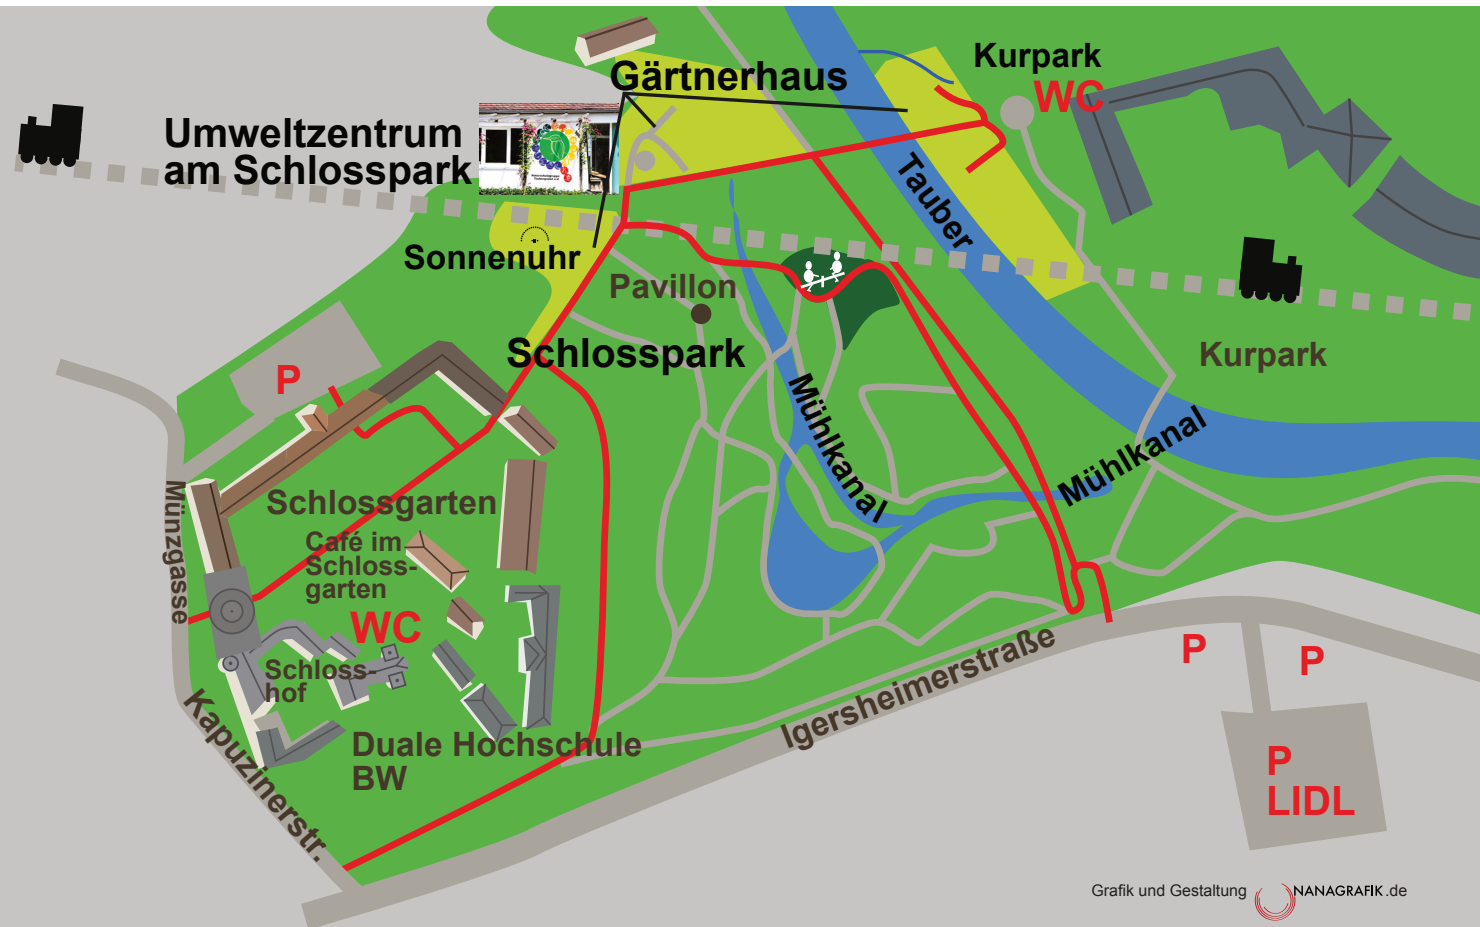 Kurpark
WC
Gärtnerhaus
Umweltzentrum
am Schlosspark
Tauber
Sonnenuhr
Pavillon
Schlosspark
Kurpark
P
Mühlkanal
Mühlkanal
Münzgasse
Schlossgarten
Café im
Schloss-
garten
WC
Schloss-
hof
Kapuzinerstr.
Duale Hochschule
BW
Igersheimerstraße
P
P
P
LIDL
Grafik und Gestaltung NANAGRAFIK.de